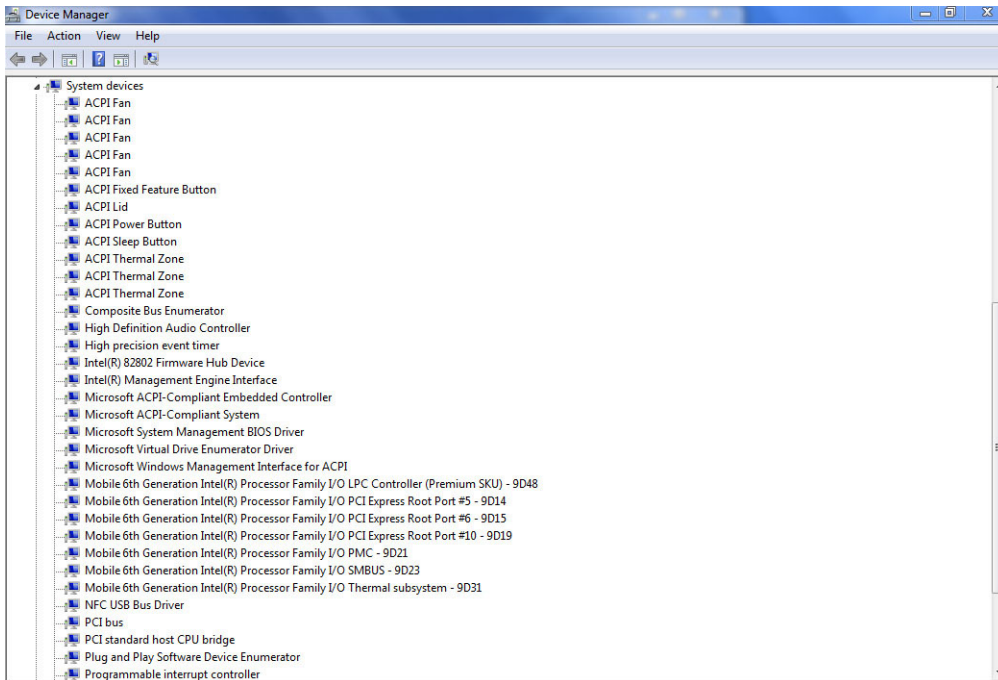 Device Manager
File Action View Help
System devices
ACPI Fan
ACPI Fan
ACPI Fan
ACPI Fan
ACPI Fan
ACPI Fixed Feature Button
ACPI Lid
ACPI Power Button
ACPI Sleep Button
ACPI Thermal Zone
ACPI Thermal Zone
ACPI Thermal Zone
Composite Bus Enumerator
High Definition Audio Controller
High precision event timer
Intel(R) 82802 Firmware Hub Device
Intel(R) Management Engine Interface
Microsoft ACPI-Compliant Embedded Controller
Microsoft ACPI-Compliant System
Microsoft System Management BIOS Driver
Microsoft Virtual Drive Enumerator Driver
Microsoft Windows Management Interface for ACPI
Mobile 6th Generation Intel(R) Processor Family I/O LPC Controller (Premium SKU) - 9D48
Mobile 6th Generation Intel(R) Processor Family I/O PCI Express Root Port #5 - 9D14
Mobile 6th Generation Intel(R) Processor Family I/O PCI Express Root Port #6 - 9D15
Mobile 6th Generation Intel(R) Processor Family I/O PCI Express Root Port #10 - 9D19
Mobile 6th Generation Intel(R) Processor Family I/O PMC - 9D21
Mobile 6th Generation Intel(R) Processor Family I/O SMBUS - 9D23
Mobile 6th Generation Intel(R) Processor Family I/O Thermal subsystem - 9D31
NFC USB Bus Driver
PCI bus
PCI standard host CPU bridge
Plug and Play Software Device Enumerator
Programmable interrupt controller